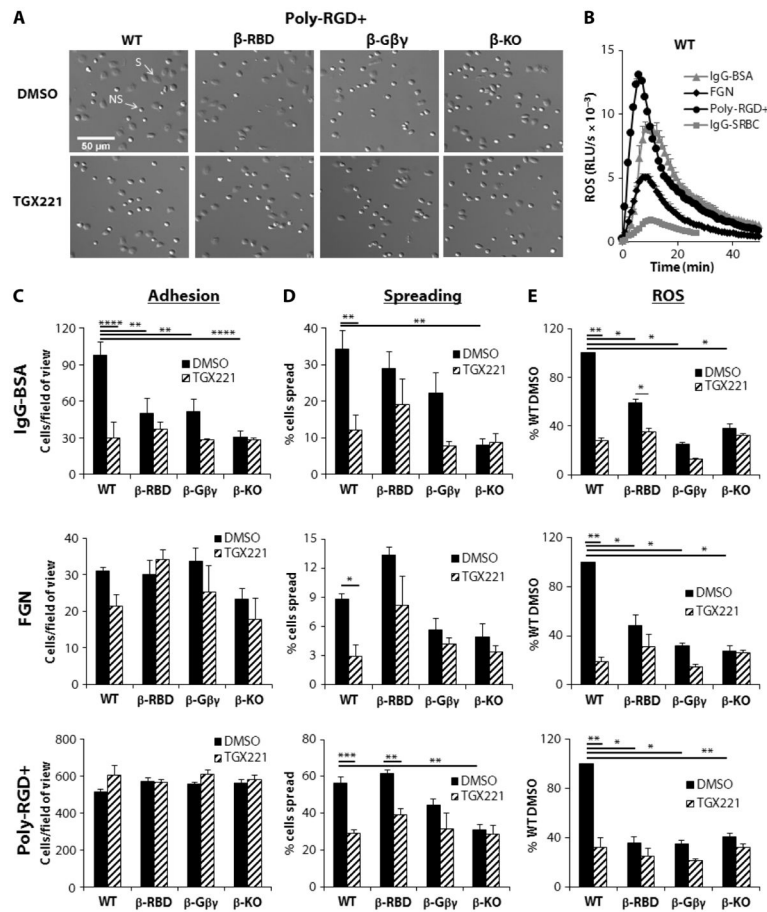 A
Poly-RGD+
WT β-RBD β-Gβγ β-KO
DMSO
S
NS
50 μm
TGX221
B
WT
ROS (RLU/s × 10⁻³)
15
10
5
0
0 20 40
Time (min)
IgG-BSA
FGN
Poly-RGD+
IgG-SRBC
C Adhesion
IgG-BSA
Cells/field of view
120
90
60
30
0
**** ** ** ****
DMSO
TGX221
WT β-RBD β-Gβγ β-KO
D Spreading
% cells spread
40
30
20
10
0
** **
DMSO
TGX221
WT β-RBD β-Gβγ β-KO
E ROS
% WT DMSO
120
80
40
0
** * * *
*
DMSO
TGX221
WT β-RBD β-Gβγ β-KO
FGN
Cells/field of view
40
30
20
10
0
DMSO
TGX221
WT β-RBD β-Gβγ β-KO
% cells spread
15
12
9
6
3
0
*
DMSO
TGX221
WT β-RBD β-Gβγ β-KO
% WT DMSO
120
80
40
0
** * * *
DMSO
TGX221
WT β-RBD β-Gβγ β-KO
Poly-RGD+
Cells/field of view
800
600
400
200
0
DMSO
TGX221
WT β-RBD β-Gβγ β-KO
% cells spread
80
60
40
20
0
*** ** **
DMSO
TGX221
WT β-RBD β-Gβγ β-KO
% WT DMSO
120
80
40
0
** * * **
DMSO
TGX221
WT β-RBD β-Gβγ β-KO